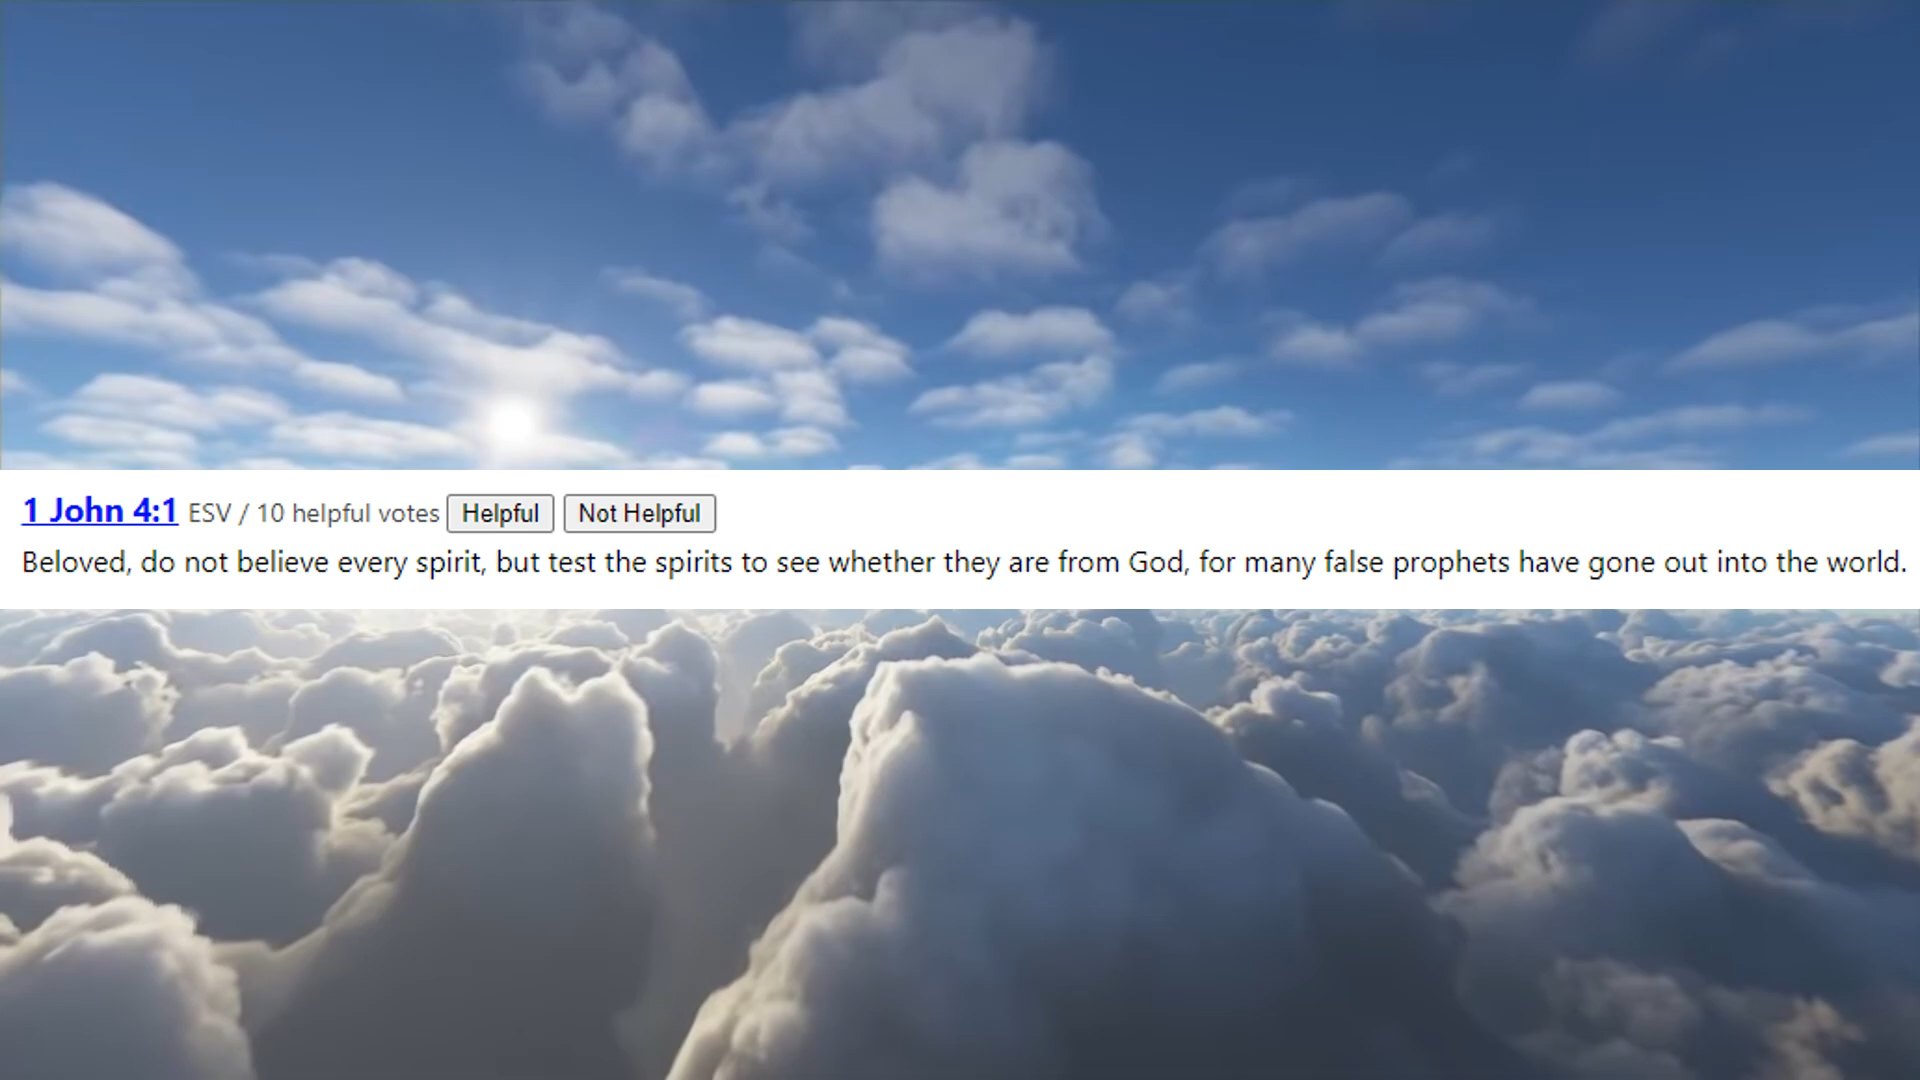 1 John 4:1 ESV / 10 helpful votes Helpful Not Helpful
Beloved, do not believe every spirit, but test the spirits to see whether they are from God, for many false prophets have gone out into the world.